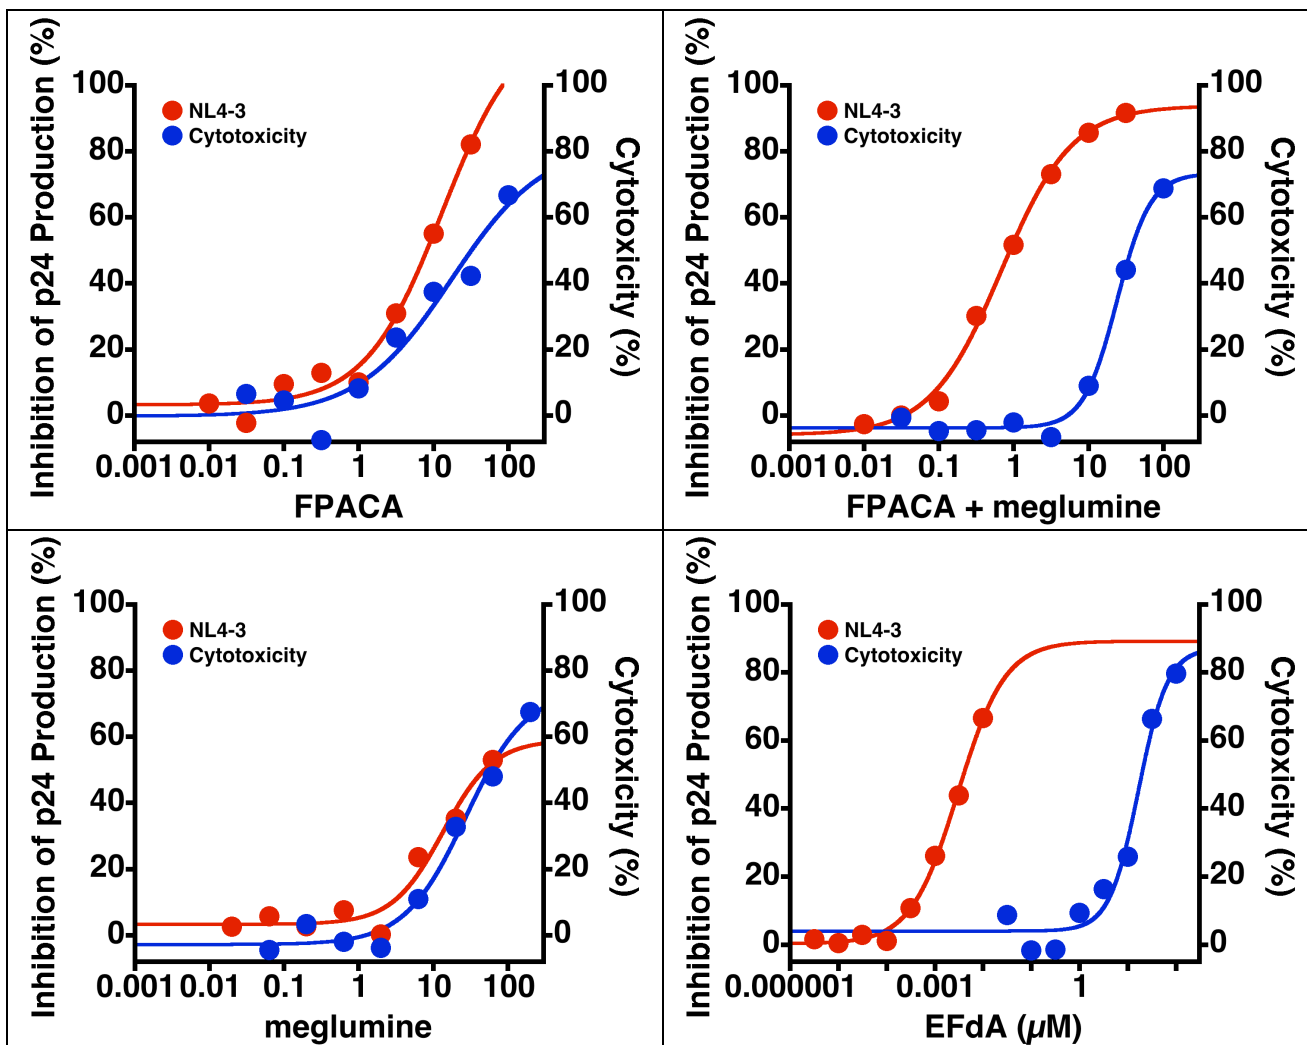 Inhibition of p24 Production (%)
100
80
60
40
20
0
NL4-3
Cytotoxicity
100
80
60
40
20
0
Cytotoxicity (%)
0.001 0.01 0.1 1 10 100
FPACA
Inhibition of p24 Production (%)
100
80
60
40
20
0
NL4-3
Cytotoxicity
100
80
60
40
20
0
Cytotoxicity (%)
0.001 0.01 0.1 1 10 100
FPACA + meglumine
Inhibition of p24 Production (%)
100
80
60
40
20
0
NL4-3
Cytotoxicity
100
80
60
40
20
0
Cytotoxicity (%)
0.001 0.01 0.1 1 10 100
meglumine
Inhibition of p24 Production (%)
100
80
60
40
20
0
NL4-3
Cytotoxicity
100
80
60
40
20
0
Cytotoxicity (%)
0.000001 0.001 1
EFdA (µM)